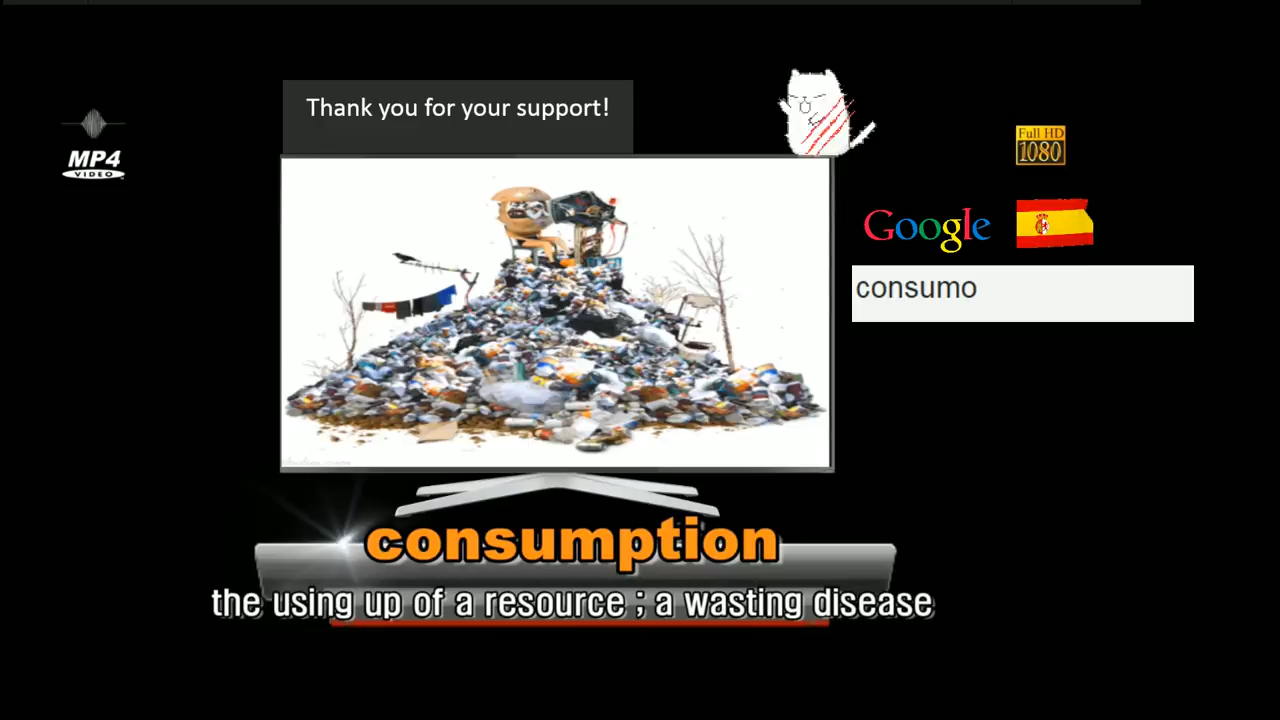 Thank you for your support!
MP4
VIDEO
Full HD
1080
Google
consumo
consumption
the using up of a resource ; a wasting disease